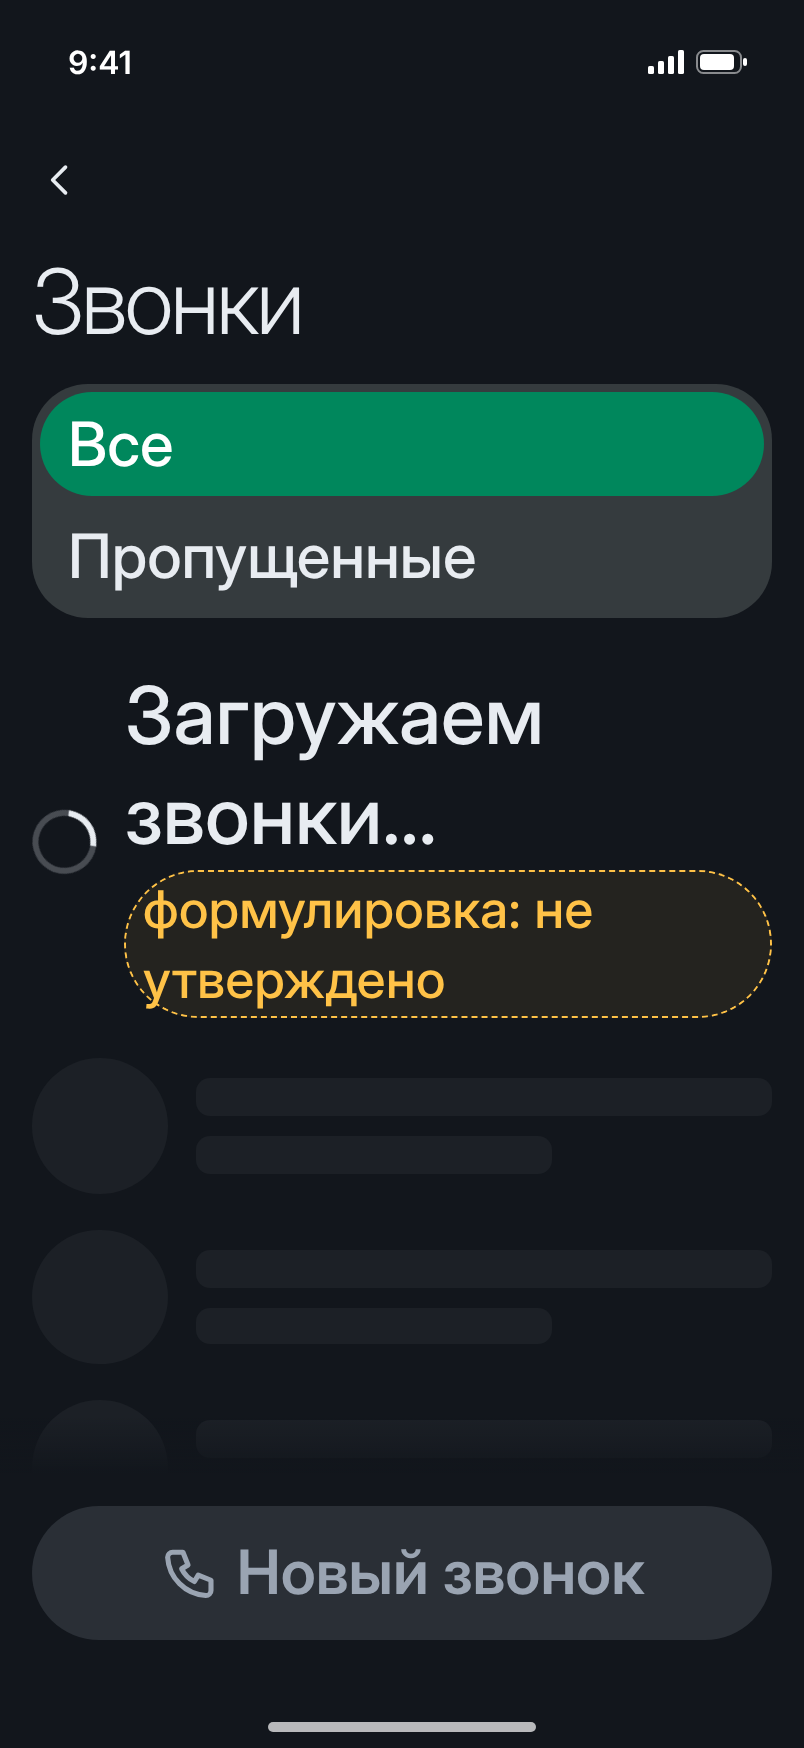 9:41
Звонки
Все
Пропущенные
Загружаем
звонки...
формулировка: не
утверждено
Новый звонок